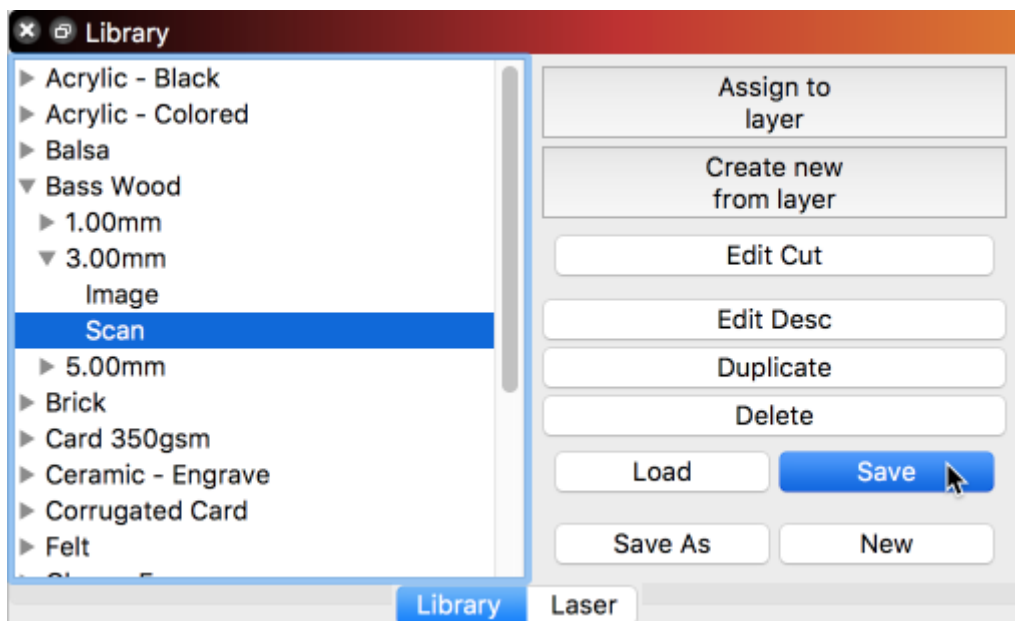 Library
Acrylic - Black
Acrylic - Colored
Balsa
Bass Wood
1.00mm
3.00mm
Image
Scan
5.00mm
Brick
Card 350gsm
Ceramic - Engrave
Corrugated Card
Felt
Assign to
layer
Create new
from layer
Edit Cut
Edit Desc
Duplicate
Delete
Load
Save
Save As
New
Library
Laser